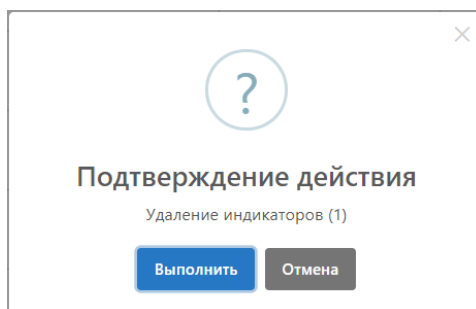 ?
Подтверждение действия
Удаление индикаторов (1)
Выполнить Отмена